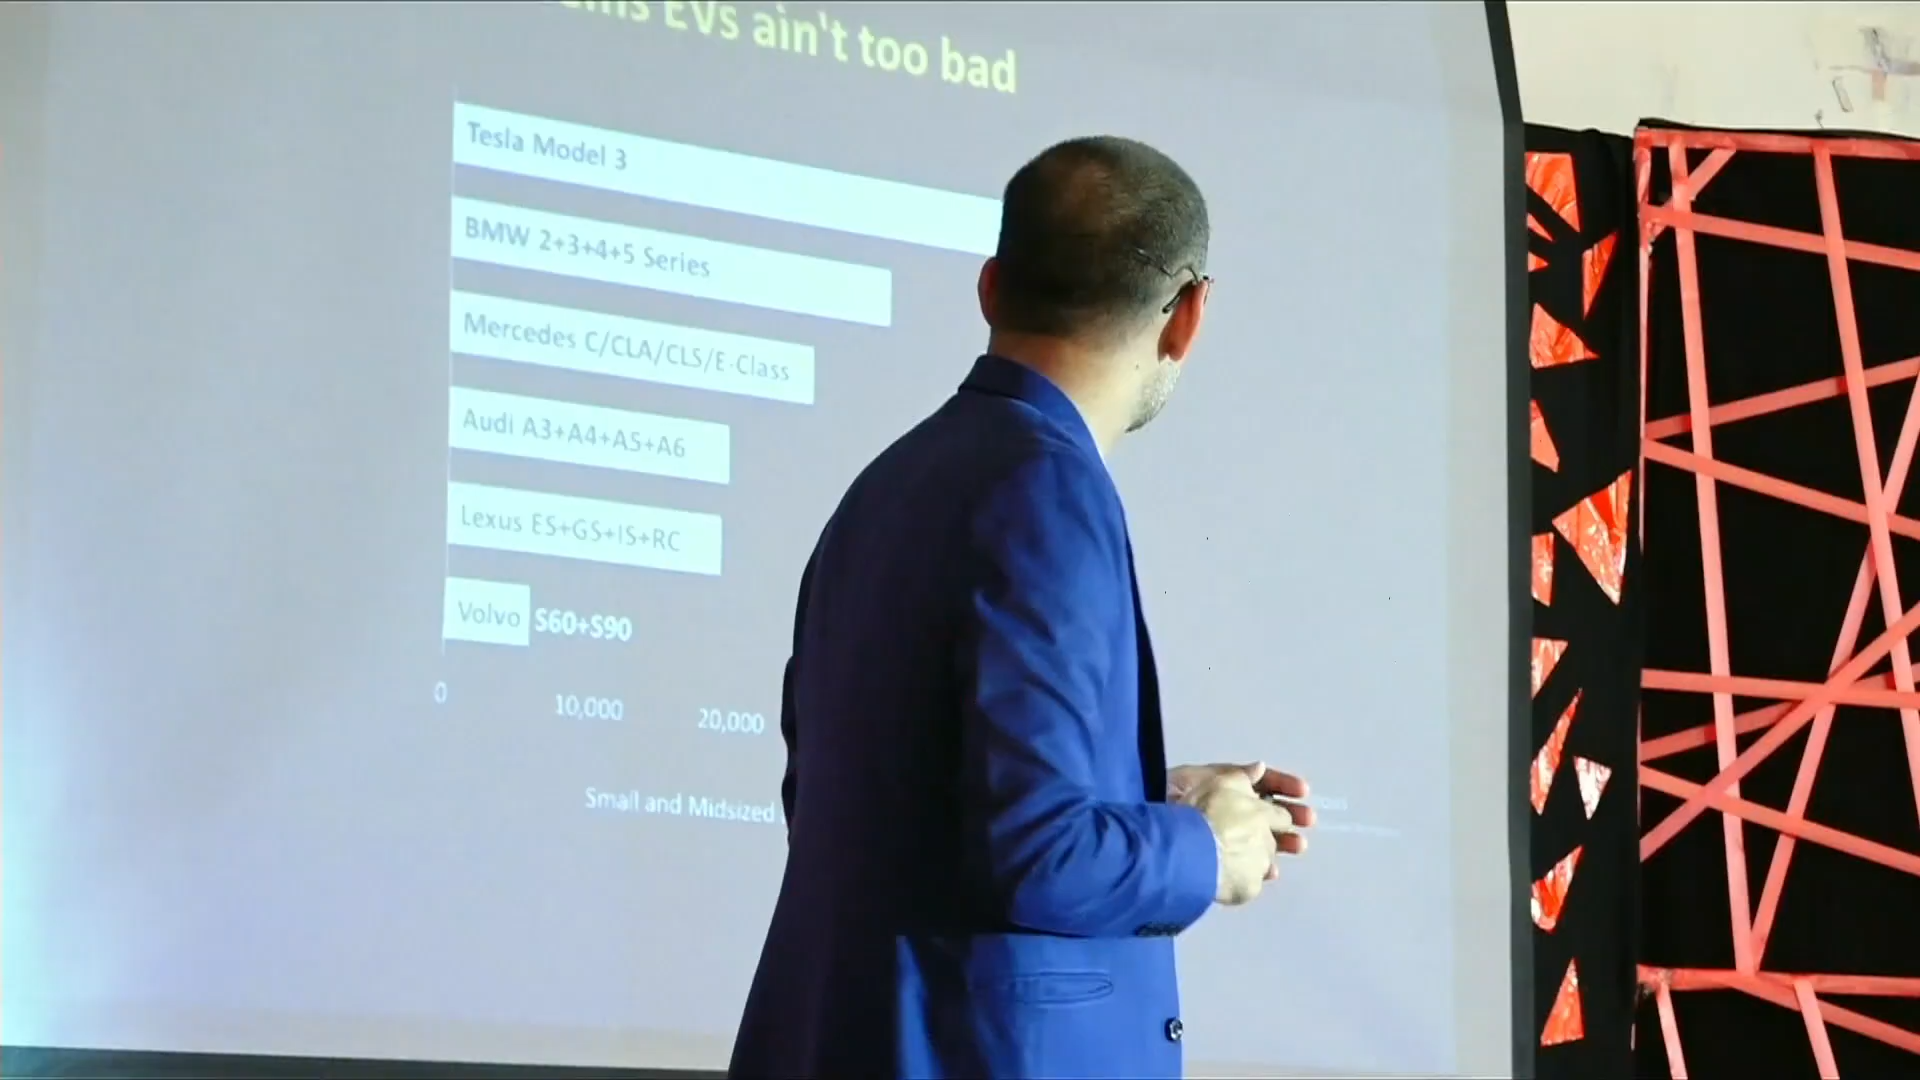 EVs ain't too bad
Tesla Model 3
BMW 2+3+4+5 Series
Mercedes C/CLA/CLS/E-Class
Audi A3+A4+A5+A6
Lexus ES+GS+IS+RC
Volvo S60+S90
0 10,000 20,000
Small and Midsized